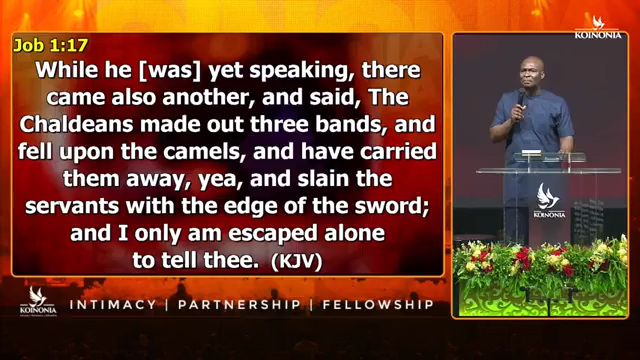 Job 1:17
While he [was] yet speaking, there
came also another, and said, The
Chaldeans made out three bands, and
fell upon the camels, and have carried
them away, yea, and slain the
servants with the edge of the sword;
and I only am escaped alone
to tell thee. (KJV)
KOINONIA
KOINONIA
KOINONIA
INTIMACY | PARTNERSHIP | FELLOWSHIP